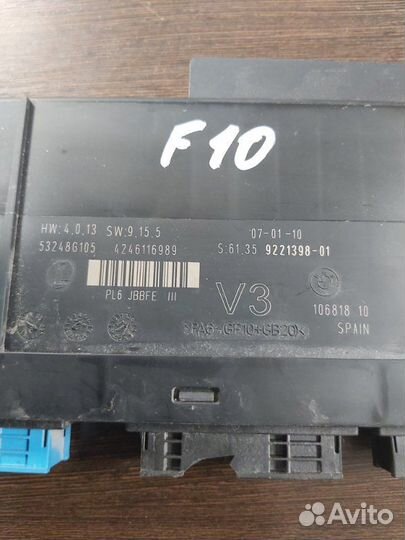 F10
HW:4,0,13 SW:9,15,5 07-01-10
53248G105 4246116989 S:61.35 9221398-01
PL6 JBBFE III
V3
106818 10
>PA6-GF10+GB20<
SPAIN
Avito